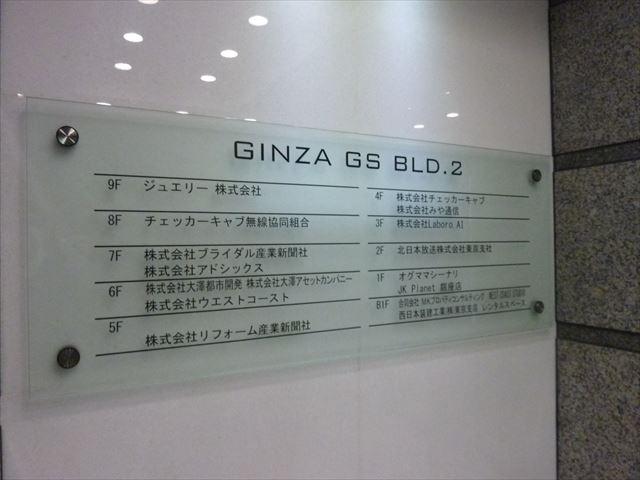 GINZA GS BLD.2
9F ジュエリー 株式会社
8F チェッカーキャブ無線協同組合
7F 株式会社ブライダル産業新聞社
株式会社アドシックス
6F 株式会社大澤都市開発 株式会社大澤アセットカンパニー
株式会社ウエストコースト
5F 株式会社リフォーム産業新聞社
4F 株式会社チェッカーキャブ
株式会社みや通信
3F 株式会社Laboro.AI
2F 北日本放送株式会社東京支社
1F オグママシーナリ
JK Planet 銀座店
B1F 合同会社 MKプロパティコンサルティング
西日本装建工業(株)東京支店 レンタルスペース